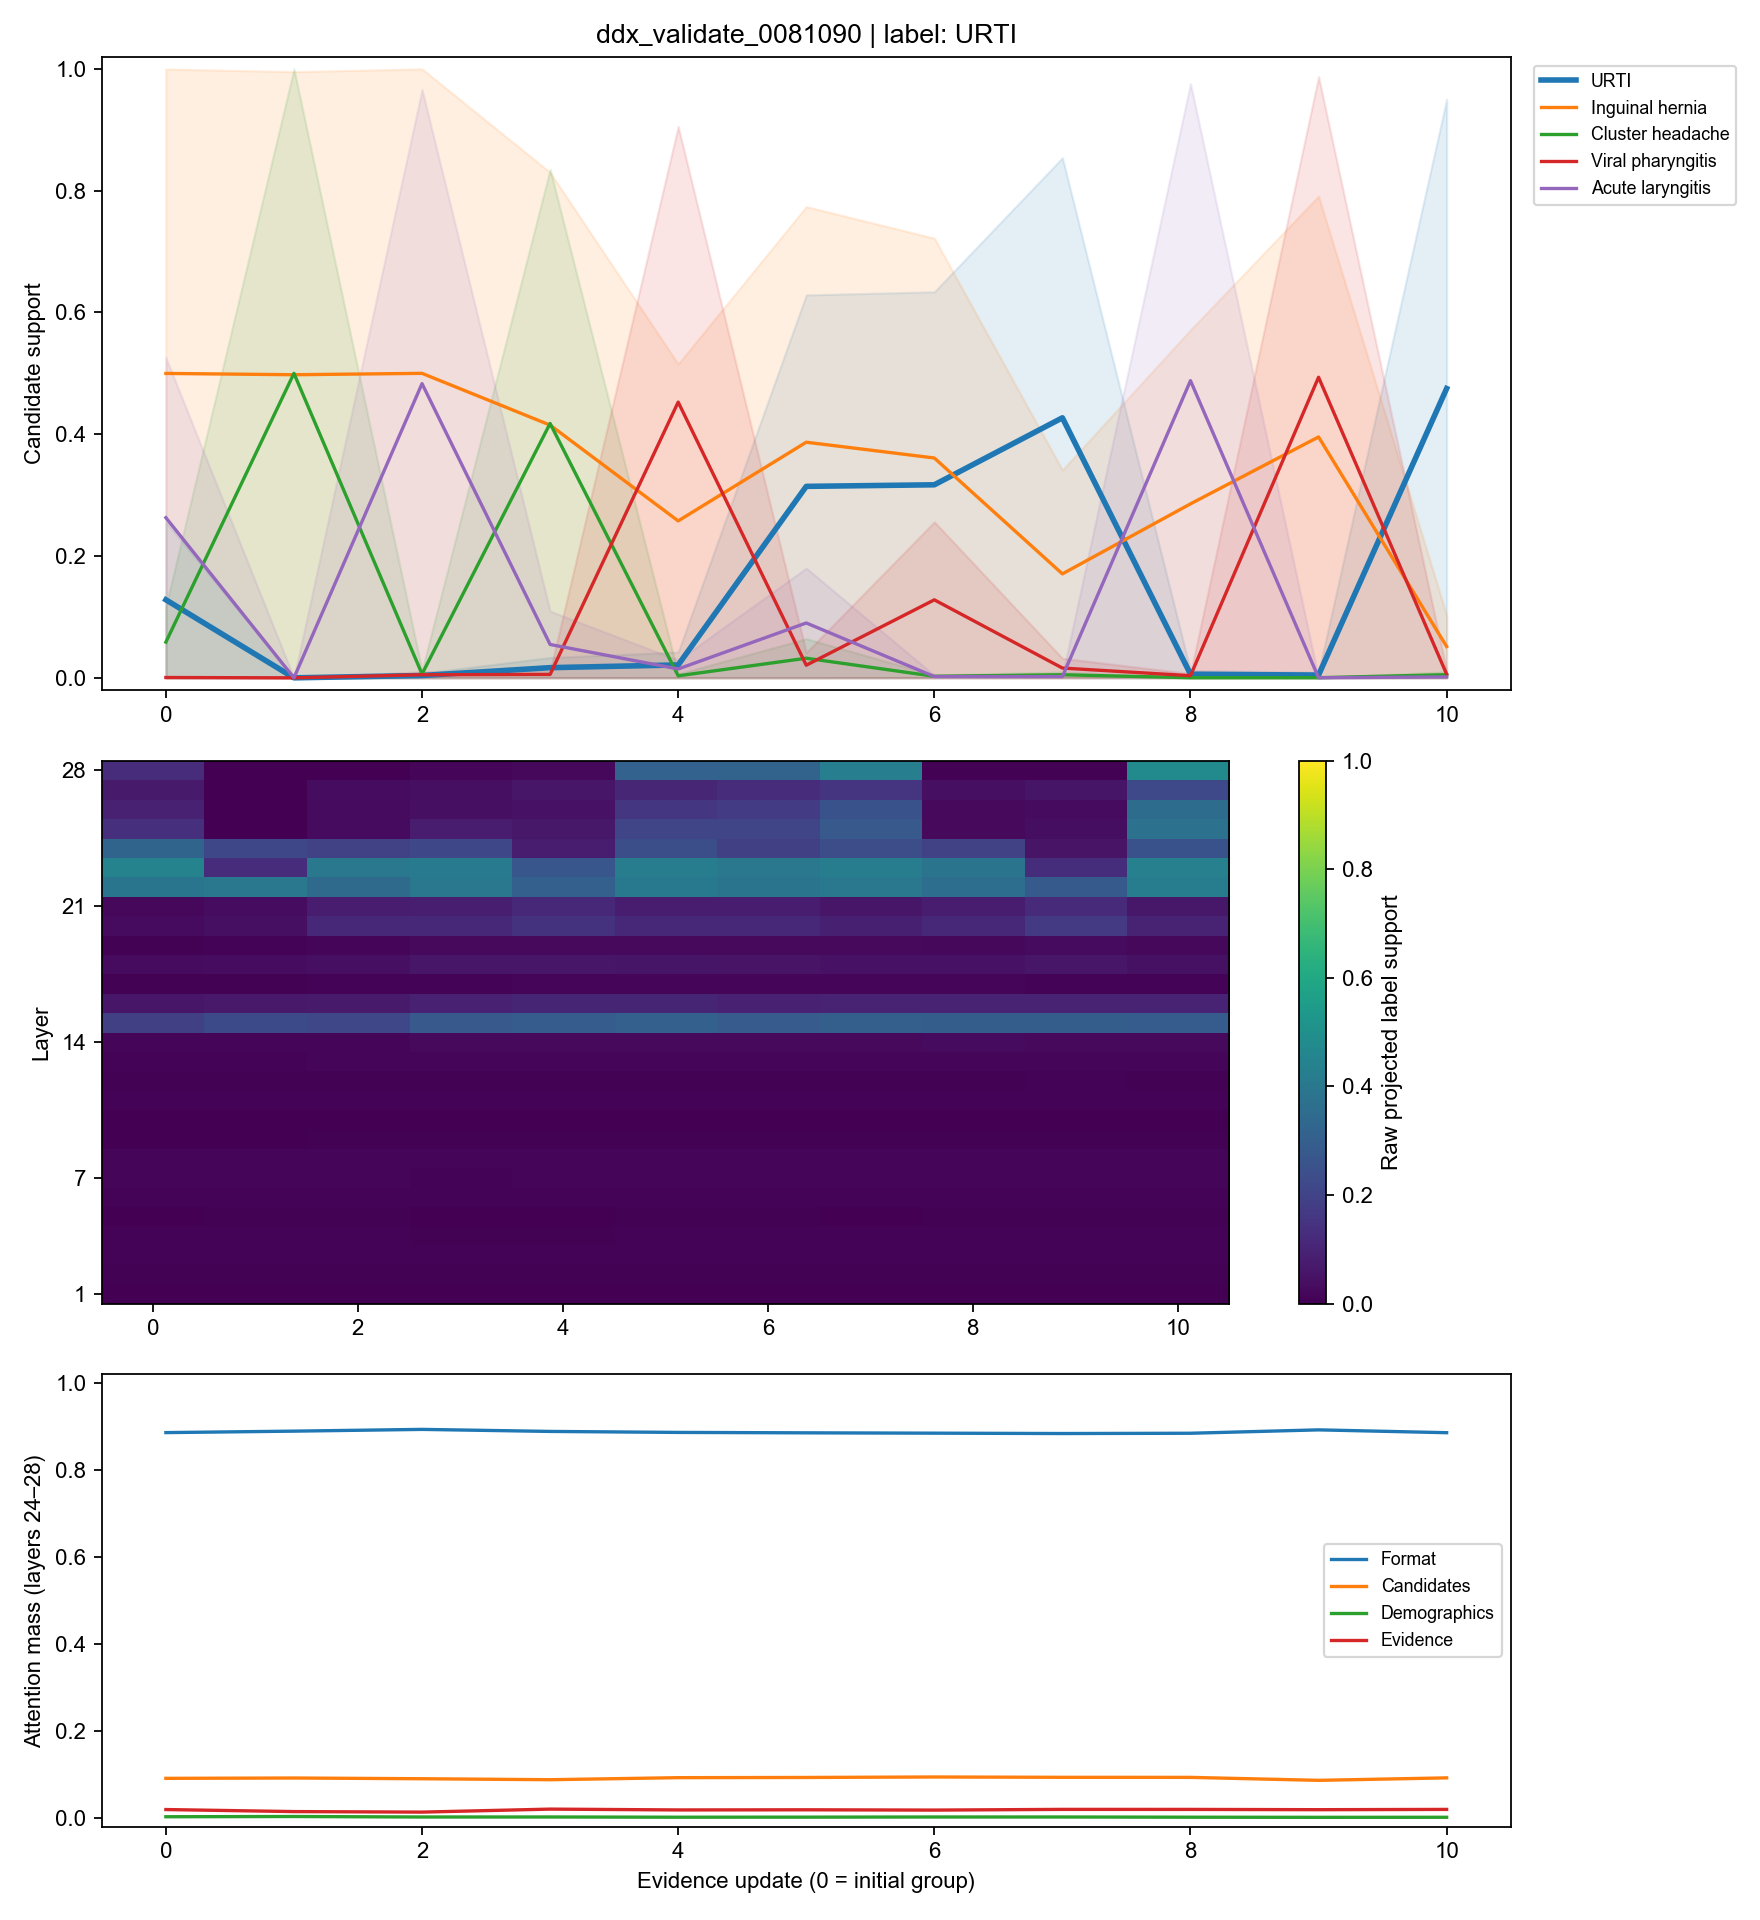 ddx_validate_0081090 | label: URTI
1.0
0.8
0.6
0.4
0.2
0.0
Candidate support
0 2 4 6 8 10
URTI
Inguinal hernia
Cluster headache
Viral pharyngitis
Acute laryngitis
28
21
14
7
1
Layer
0 2 4 6 8 10
1.0
0.8
0.6
0.4
0.2
0.0
Raw projected label support
1.0
0.8
0.6
0.4
0.2
0.0
Attention mass (layers 24–28)
Format
Candidates
Demographics
Evidence
0 2 4 6 8 10
Evidence update (0 = initial group)